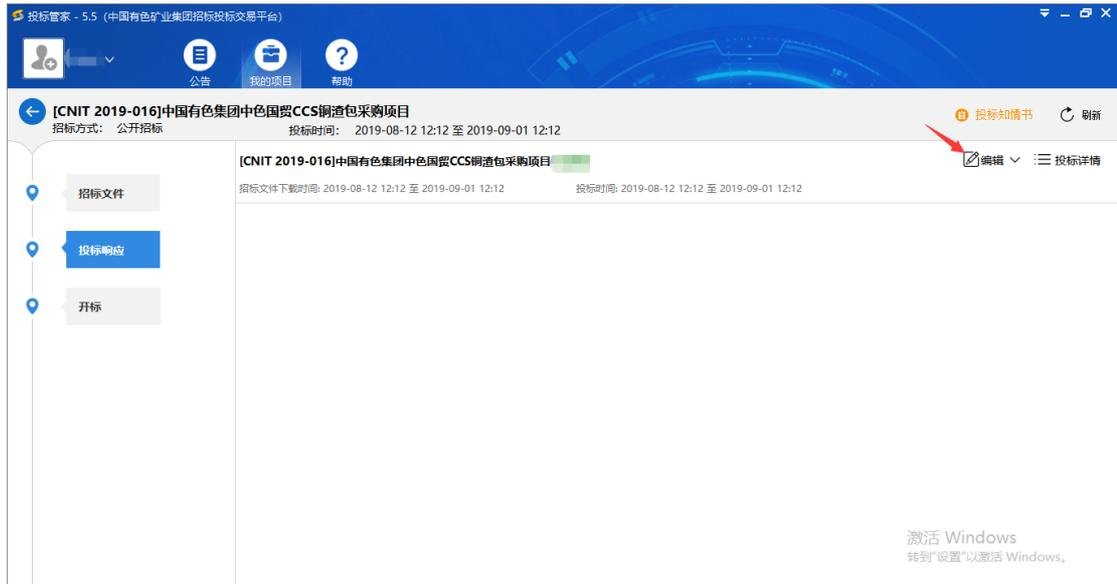 投标管家 - 5.5（中国有色矿业集团招标投标交易平台）
公告
我的项目
帮助
[CNIT 2019-016]中国有色集团中色国贸CCS铜渣包采购项目
招标方式： 公开招标
投标时间： 2019-08-12 12:12 至 2019-09-01 12:12
投标知情书
刷新
[CNIT 2019-016]中国有色集团中色国贸CCS铜渣包采购项目
编辑
投标详情
招标文件下载时间: 2019-08-12 12:12 至 2019-09-01 12:12
投标时间: 2019-08-12 12:12 至 2019-09-01 12:12
招标文件
投标响应
开标
激活 Windows
转到"设置"以激活 Windows。